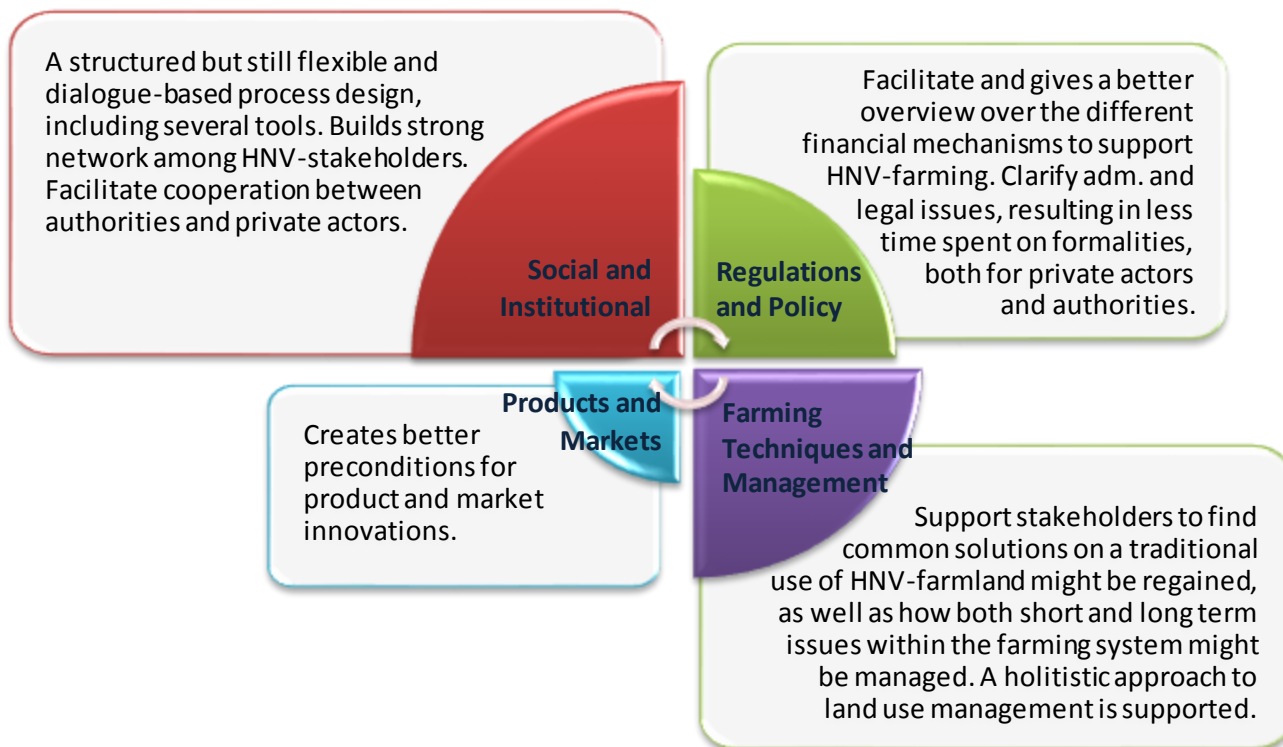 A structured but still flexible and
dialogue-based process design,
including several tools. Builds strong
network among HNV-stakeholders.
Facilitate cooperation between
authorities and private actors.
Social and
Institutional
Facilitate and gives a better
overview over the different
financial mechanisms to support
HNV-farming. Clarify adm. and
legal issues, resulting in less
time spent on formalities,
both for private actors
and authorities.
Regulations
and Policy
Products and
Markets
Creates better
preconditions for
product and market
innovations.
Farming
Techniques and
Management
Support stakeholders to find
common solutions on a traditional
use of HNV-farmland might be regained,
as well as how both short and long term
issues within the farming system might
be managed. A holitistic approach to
land use management is supported.